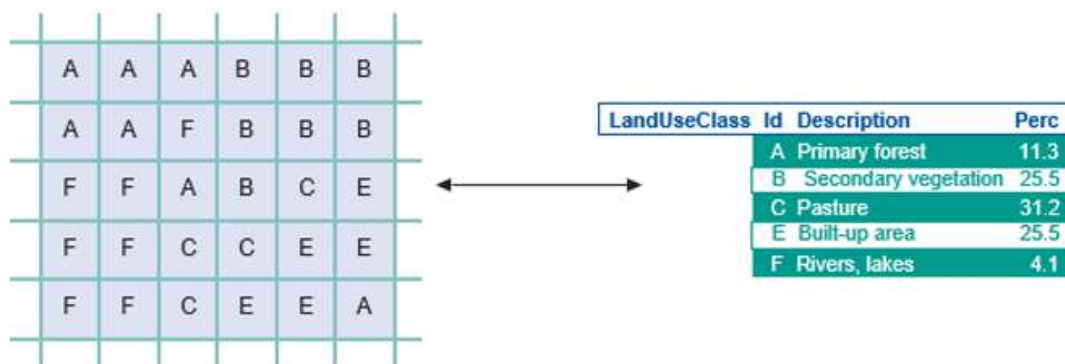 A A A B B B
A A F B B B
F F A B C E
F F C C E E
F F C E E A
LandUseClass Id Description Perc
A Primary forest 11.3
B Secondary vegetation 25.5
C Pasture 31.2
E Built-up area 25.5
F Rivers, lakes 4.1